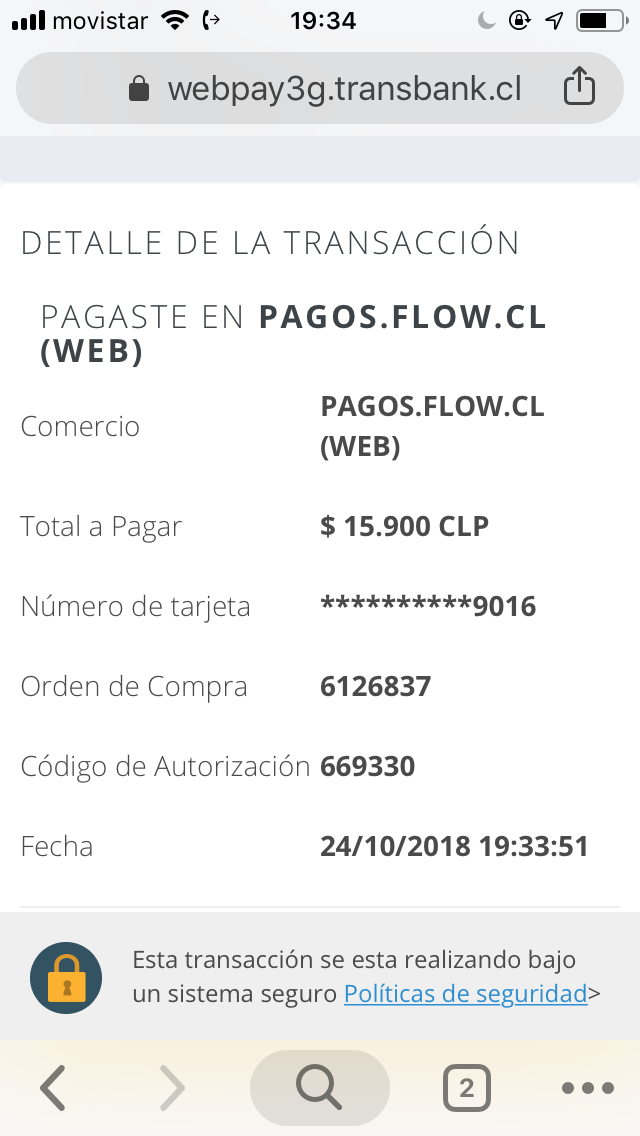 movistar 19:34
webpay3g.transbank.cl
DETALLE DE LA TRANSACCIÓN
PAGASTE EN PAGOS.FLOW.CL
(WEB)
Comercio PAGOS.FLOW.CL
(WEB)
Total a Pagar $ 15.900 CLP
Número de tarjeta **********9016
Orden de Compra 6126837
Código de Autorización 669330
Fecha 24/10/2018 19:33:51
Esta transacción se esta realizando bajo
un sistema seguro Políticas de seguridad>
2